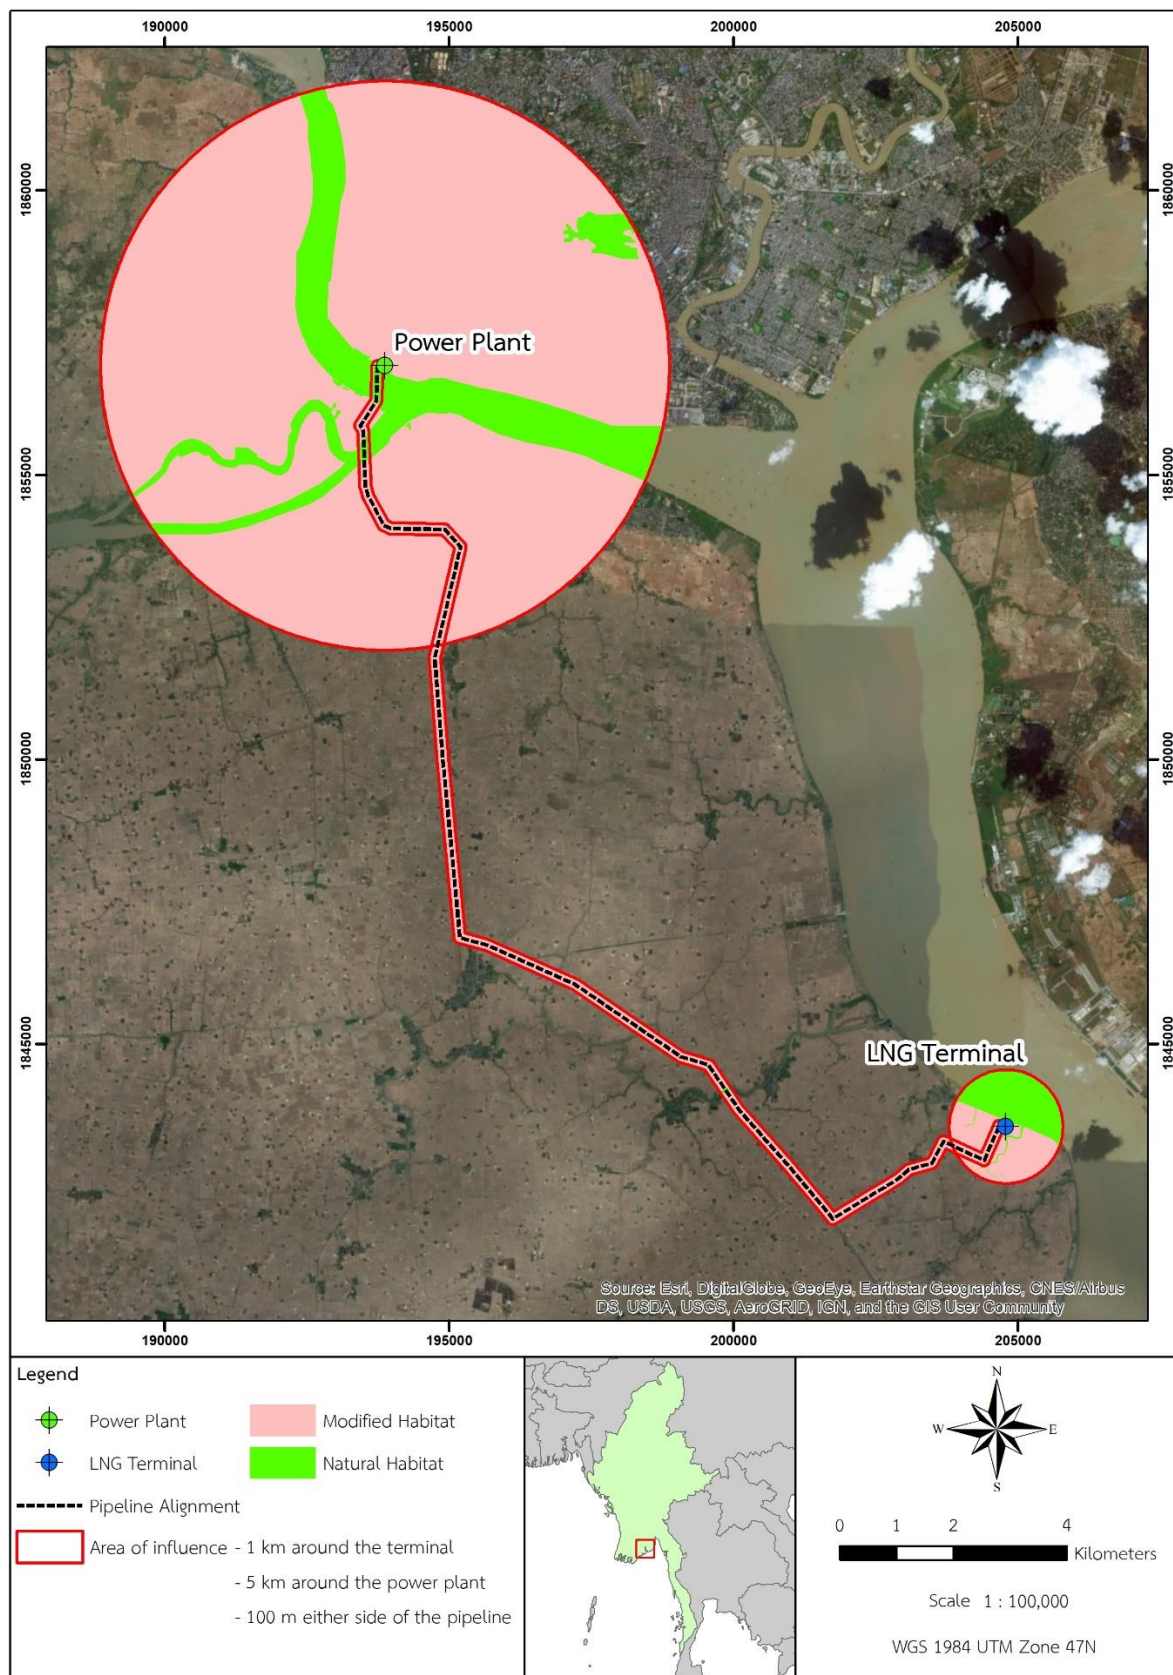 190000 195000 200000 205000
1860000 1860000
Power Plant
1855000 1855000
1850000 1850000
1845000 1845000
LNG Terminal
Source: Esri, DigitalGlobe, GeoEye, Earthstar Geographics, CNES/Airbus
DS, USDA, USGS, AeroGRID, IGN, and the GIS User Community
190000 195000 200000 205000
Legend
Power Plant Modified Habitat
LNG Terminal Natural Habitat
Pipeline Alignment
Area of influence - 1 km around the terminal
- 5 km around the power plant
- 100 m either side of the pipeline
N
W E
S
0 1 2 4
Kilometers
Scale 1 : 100,000
WGS 1984 UTM Zone 47N